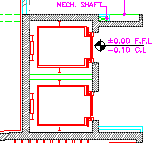 MECH. SHAFT
±0.00 F.F.L
-0.10 C.L